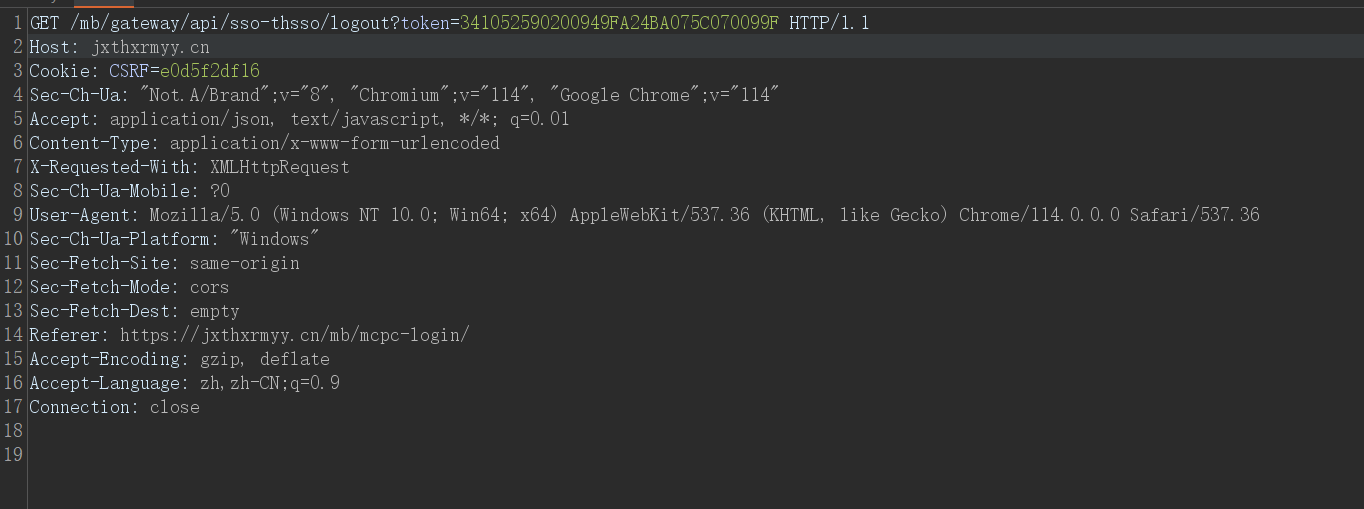 1 GET /mb/gateway/api/sso-thsso/logout?token=341052590200949FA24BA075C070099F HTTP/1.1
2 Host: jxthxrmyy.cn
3 Cookie: CSRF=e0d5f2df16
4 Sec-Ch-Ua: "Not.A/Brand";v="8", "Chromium";v="114", "Google Chrome";v="114"
5 Accept: application/json, text/javascript, */*; q=0.01
6 Content-Type: application/x-www-form-urlencoded
7 X-Requested-With: XMLHttpRequest
8 Sec-Ch-Ua-Mobile: ?0
9 User-Agent: Mozilla/5.0 (Windows NT 10.0; Win64; x64) AppleWebKit/537.36 (KHTML, like Gecko) Chrome/114.0.0.0 Safari/537.36
10 Sec-Ch-Ua-Platform: "Windows"
11 Sec-Fetch-Site: same-origin
12 Sec-Fetch-Mode: cors
13 Sec-Fetch-Dest: empty
14 Referer: https://jxthxrmyy.cn/mb/mcpc-login/
15 Accept-Encoding: gzip, deflate
16 Accept-Language: zh,zh-CN;q=0.9
17 Connection: close
18
19